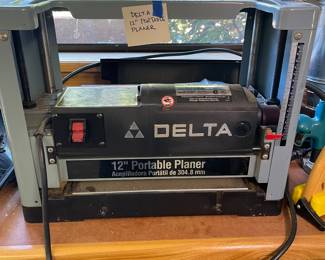 DELTA
12" PORTABLE
PLANER
DELTA
12" Portable Planer
Acepilladora Portátil de 304.8 mm